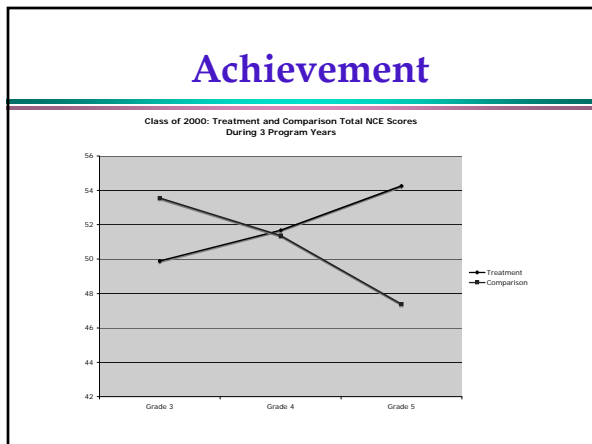 Achievement
Class of 2000: Treatment and Comparison Total NCE Scores
During 3 Program Years
56
54
52
50
48
46
44
42
Grade 3 Grade 4 Grade 5
Treatment
Comparison